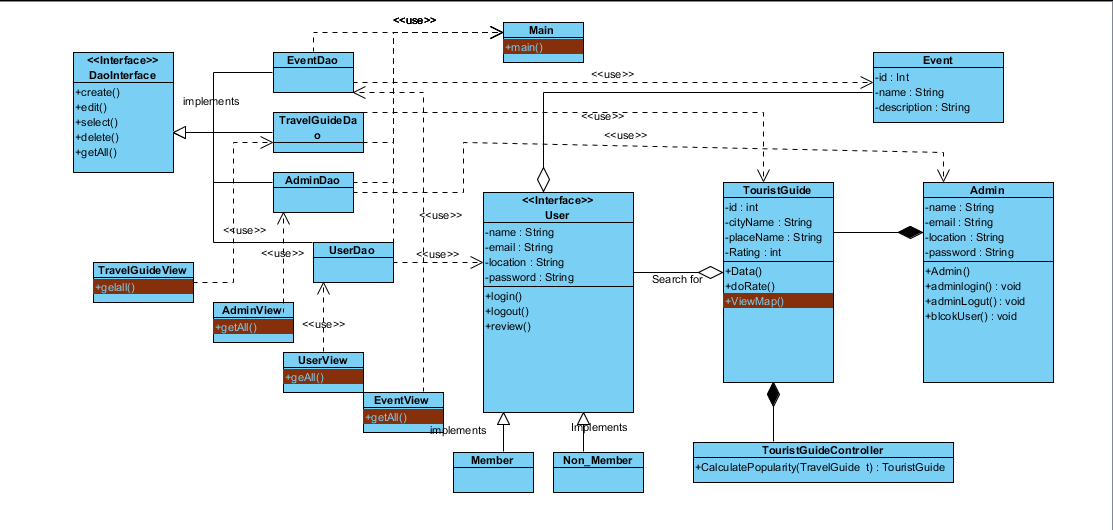 <<use>>
Main
+main()
<<Interface>>
DaoInterface
+create()
+edit()
+select()
+delete()
+getAll()
implements
EventDao
<<use>>
Event
-id : Int
-name : String
-description : String
TravelGuideDa
o
<<use>>
<<use>>
AdminDao
<<use>>
<<use>>
<<use>>
UserDao
<<use>>
<<Interface>>
User
-name : String
-email : String
-location : String
-password : String
+login()
+logout()
+review()
Search for
TouristGuide
-id : int
-cityName : String
-placeName : String
-Rating : int
+Data()
+doRate()
+ViewMap()
Admin
-name : String
-email : String
-location : String
-password : String
+Admin()
+adminlogin() : void
+adminLogut() : void
+blcokUser() : void
TravelGuideView
+gelall()
AdminView
+getAll()
<<use>>
UserView
+geAll()
EventView
+getAll()
implements
Implements
Member
Non_Member
TouristGuideController
+CalculatePopularity(TravelGuide t) : TouristGuide